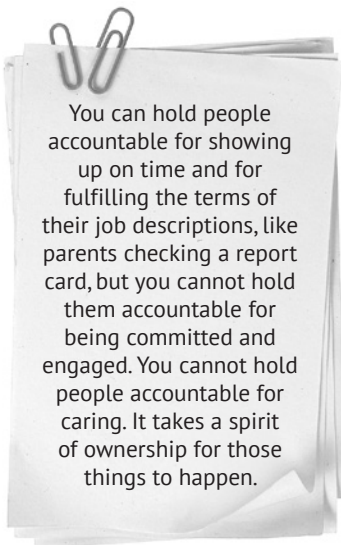 You can hold people
accountable for showing
up on time and for
fulfilling the terms of
their job descriptions, like
parents checking a report
card, but you cannot hold
them accountable for
being committed and
engaged. You cannot hold
people accountable for
caring. It takes a spirit
of ownership for those
things to happen.